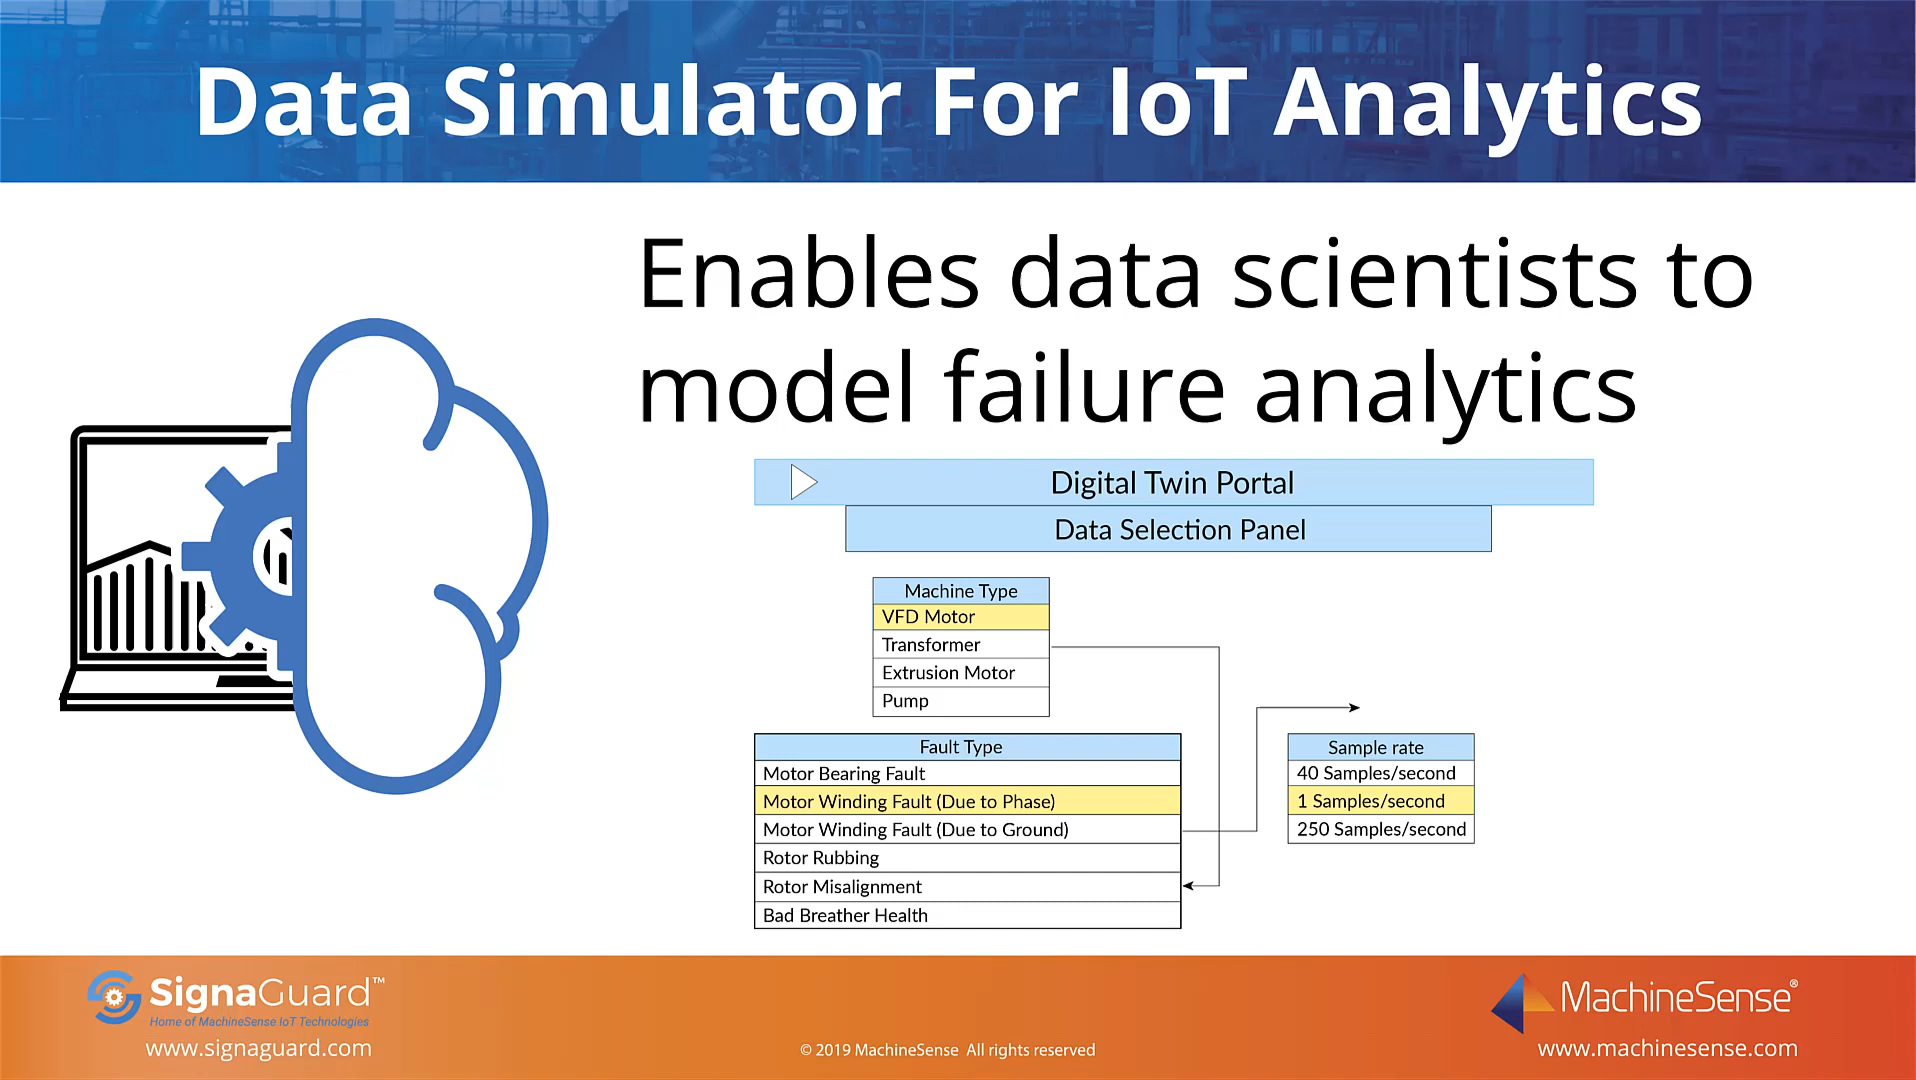 Data Simulator For IoT Analytics
Enables data scientists to
model failure analytics
Digital Twin Portal
Data Selection Panel
Machine Type
VFD Motor
Transformer
Extrusion Motor
Pump
Fault Type
Motor Bearing Fault
Motor Winding Fault (Due to Phase)
Motor Winding Fault (Due to Ground)
Rotor Rubbing
Rotor Misalignment
Bad Breather Health
Sample rate
40 Samples/second
1 Samples/second
250 Samples/second
SignaGuard™
Home of MachineSense IoT Technologies
www.signaguard.com
© 2019 MachineSense All rights reserved
MachineSense®
www.machinesense.com